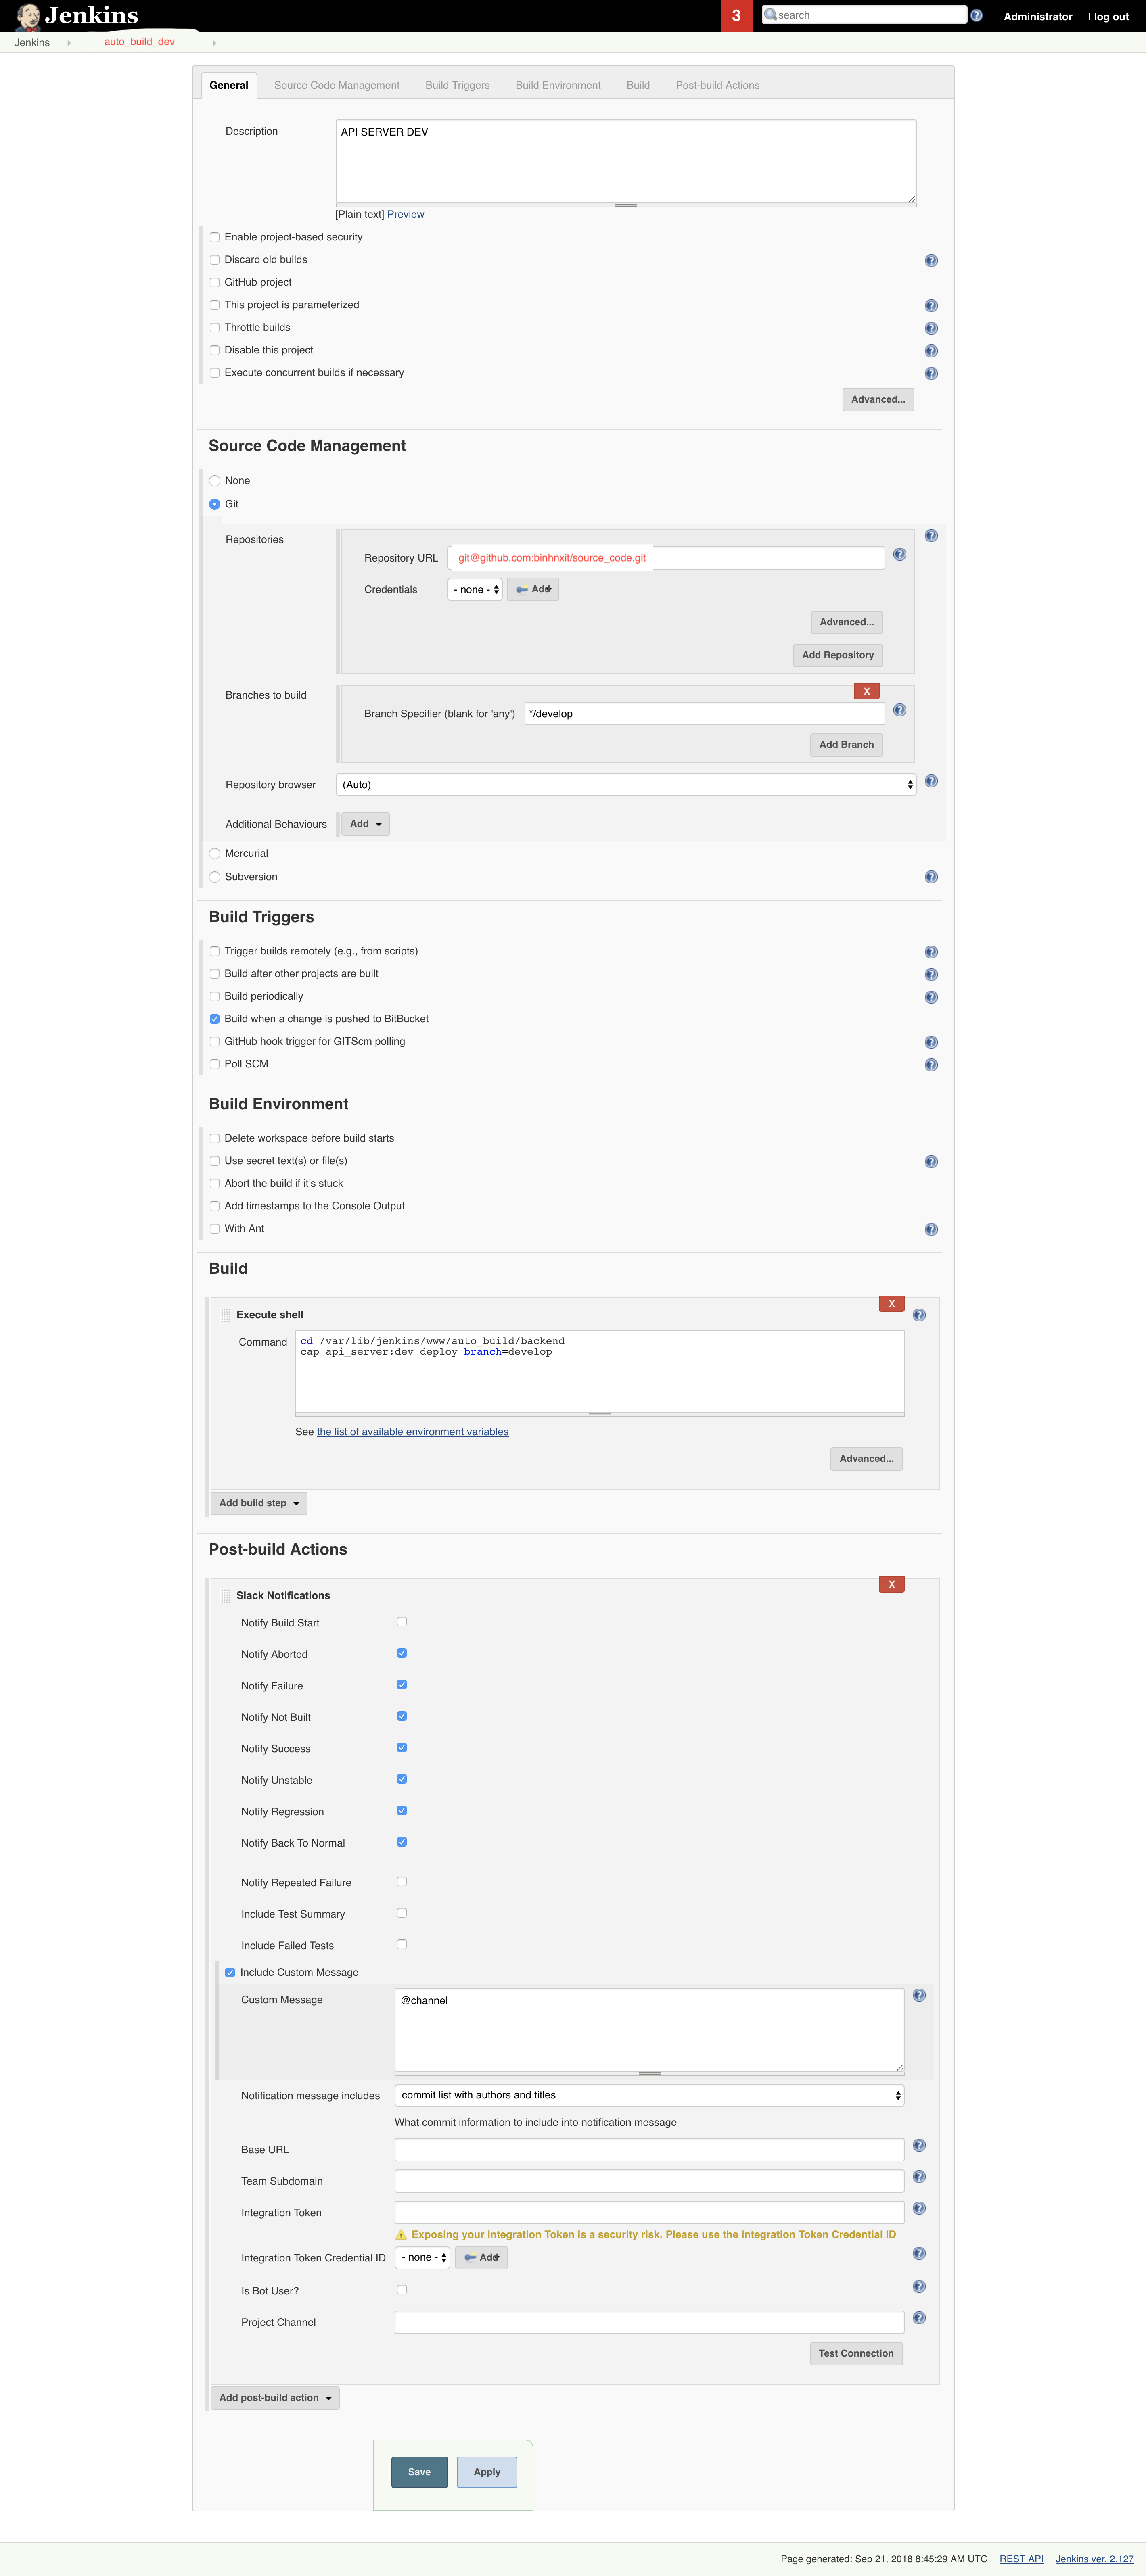 Jenkins
3
search
Administrator
| log out
Jenkins
auto_build_dev
General
Source Code Management
Build Triggers
Build Environment
Build
Post-build Actions
Description
API SERVER DEV
[Plain text] Preview
Enable project-based security
Discard old builds
GitHub project
This project is parameterized
Throttle builds
Disable this project
Execute concurrent builds if necessary
Advanced...
Source Code Management
None
Git
Repositories
Repository URL
git@github.com:binhnxit/source_code.git
Credentials
- none -
Add
Advanced...
Add Repository
Branches to build
X
Branch Specifier (blank for 'any')
*/develop
Add Branch
Repository browser
(Auto)
Additional Behaviours
Add
Mercurial
Subversion
Build Triggers
Trigger builds remotely (e.g., from scripts)
Build after other projects are built
Build periodically
Build when a change is pushed to BitBucket
GitHub hook trigger for GITScm polling
Poll SCM
Build Environment
Delete workspace before build starts
Use secret text(s) or file(s)
Abort the build if it's stuck
Add timestamps to the Console Output
With Ant
Build
X
Execute shell
Command
cd /var/lib/jenkins/www/auto_build/backend
cap api_server:dev deploy branch=develop
See the list of available environment variables
Advanced...
Add build step
Post-build Actions
X
Slack Notifications
Notify Build Start
Notify Aborted
Notify Failure
Notify Not Built
Notify Success
Notify Unstable
Notify Regression
Notify Back To Normal
Notify Repeated Failure
Include Test Summary
Include Failed Tests
Include Custom Message
Custom Message
@channel
Notification message includes
commit list with authors and titles
What commit information to include into notification message
Base URL
Team Subdomain
Integration Token
Exposing your Integration Token is a security risk. Please use the Integration Token Credential ID
Integration Token Credential ID
- none -
Add
Is Bot User?
Project Channel
Test Connection
Add post-build action
Save
Apply
Page generated: Sep 21, 2018 8:45:29 AM UTC
REST API
Jenkins ver. 2.127